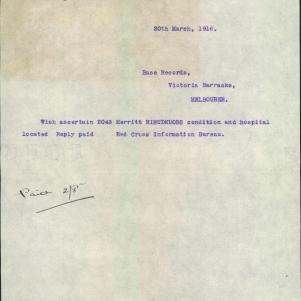 20th March, 1916.
Base Records,
Victoria Barracks,
MELBOURNE.
Wish ascertain 2043 Merritt condition and hospital
located Reply paid Red Cross Information Bureau.
Paid 2/8